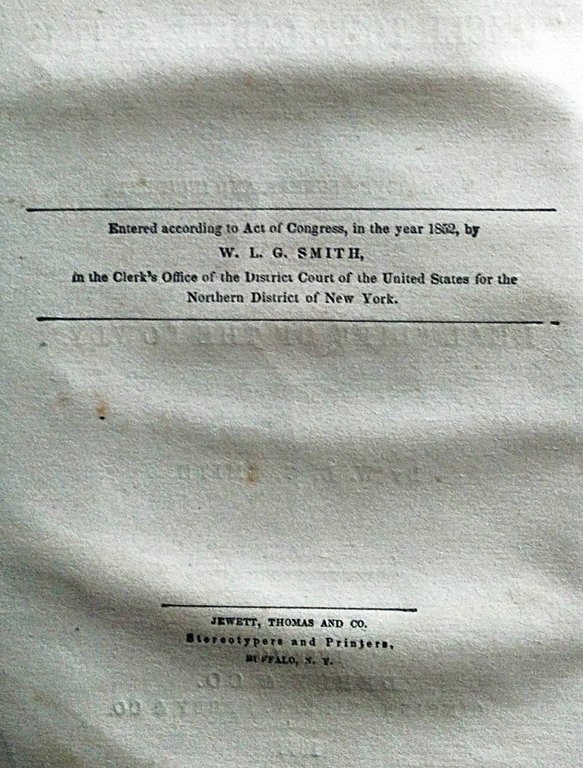 Entered according to Act of Congress, in the year 1852, by
W. L. G. SMITH,
in the Clerk's Office of the District Court of the United States for the
Northern District of New York.
JEWETT, THOMAS AND CO.
Stereotypers and Printers,
BUFFALO, N. Y.